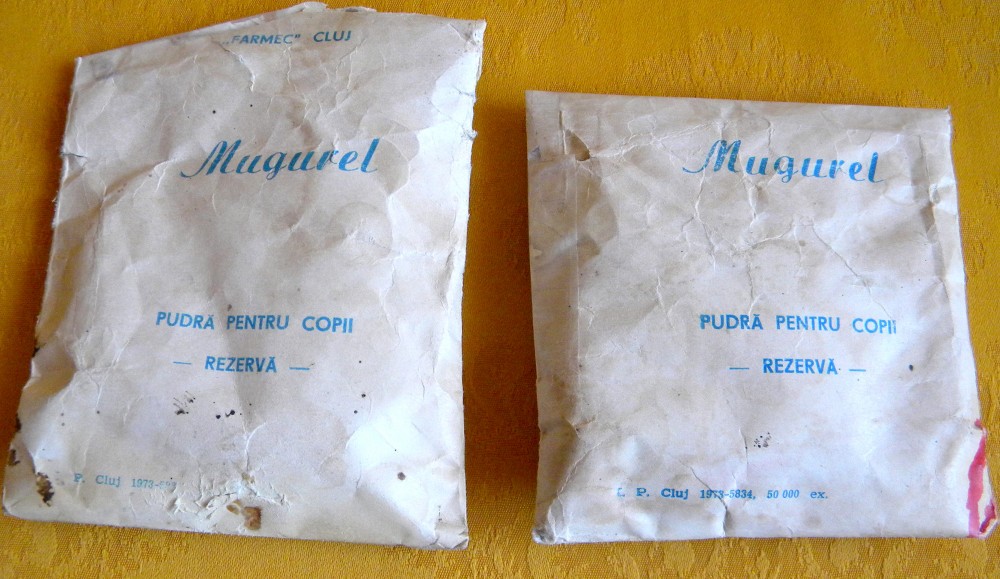 „FARMEC" CLUJ
Mugurel
PUDRĂ PENTRU COPII
— REZERVĂ —
P. Cluj 1973-
Mugurel
PUDRĂ PENTRU COPII
— REZERVĂ —
P. Cluj 1973-5834, 50 000 ex.